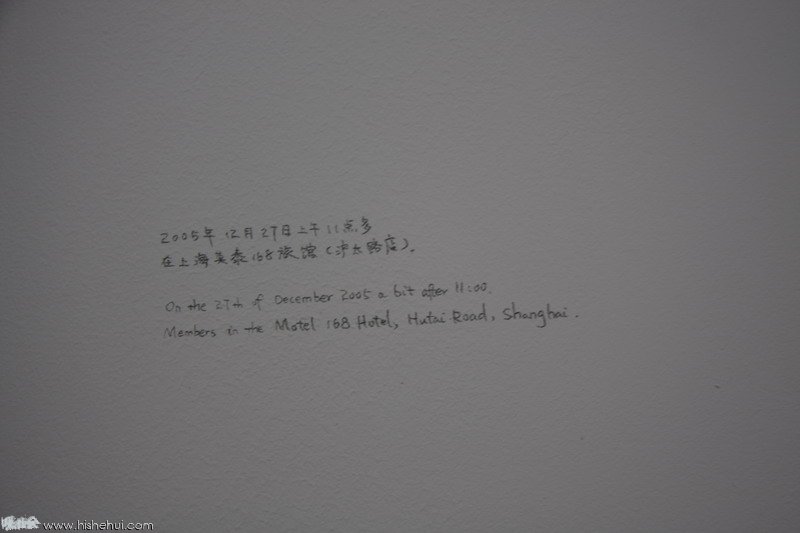 2005年12月27日上午11点多
在上海美泰168旅馆(沪太路店).
On the 27th of December 2005 a bit after 11:00.
Members in the Motel 168 Hotel, Hutai Road, Shanghai.
www.hishehui.com